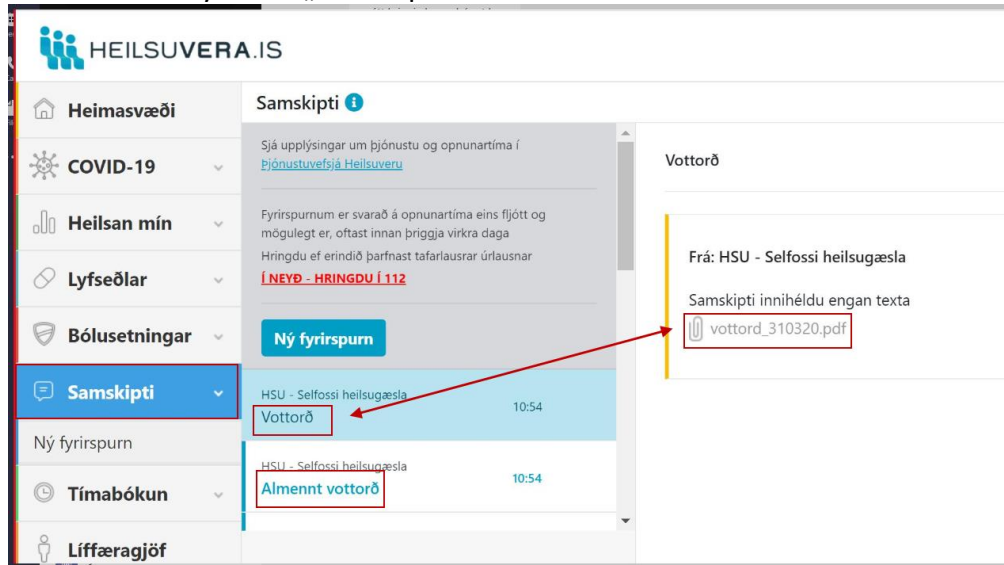 HEILSUVERA.IS
Heimasvæði
COVID-19
Heilsan mín
Lyfseðlar
Bólusetningar
Samskipti
Ný fyrirspurn
Tímabókun
Líffæragjöf
Samskipti i
Sjá upplýsingar um þjónustu og opnunartíma í
Þjónustuvefsjá Heilsuveru
Fyrirspurnum er svarað á opnunartíma eins fljótt og
mögulegt er, oftast innan þriggja virkra daga
Hringdu ef erindið þarfnast tafarlausrar úrlausnar
Í NEYÐ - HRINGDU Í 112
Ný fyrirspurn
HSU - Selfossi heilsugæsla
Vottorð
10:54
HSU - Selfossi heilsugæsla
Almennt vottorð
10:54
Vottorð
Frá: HSU - Selfossi heilsugæsla
Samskipti innihéldu engan texta
vottord_310320.pdf